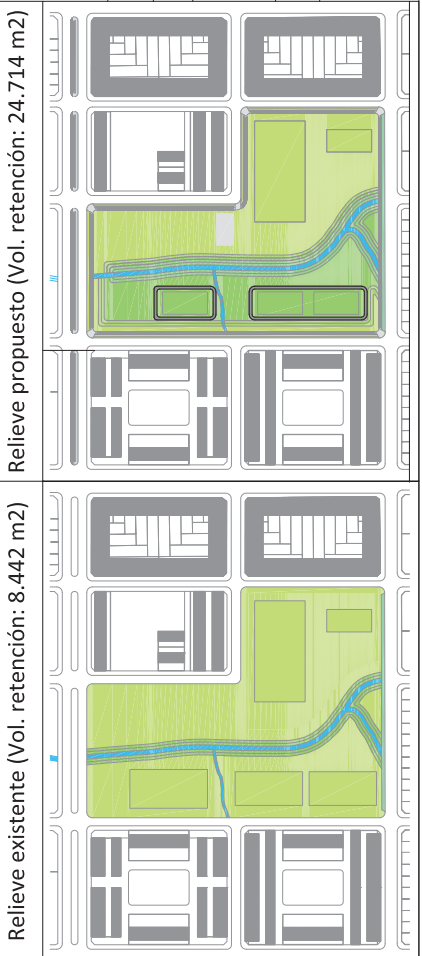 Relieve propuesto (Vol. retención: 24.714 m2)
Relieve existente (Vol. retención: 8.442 m2)